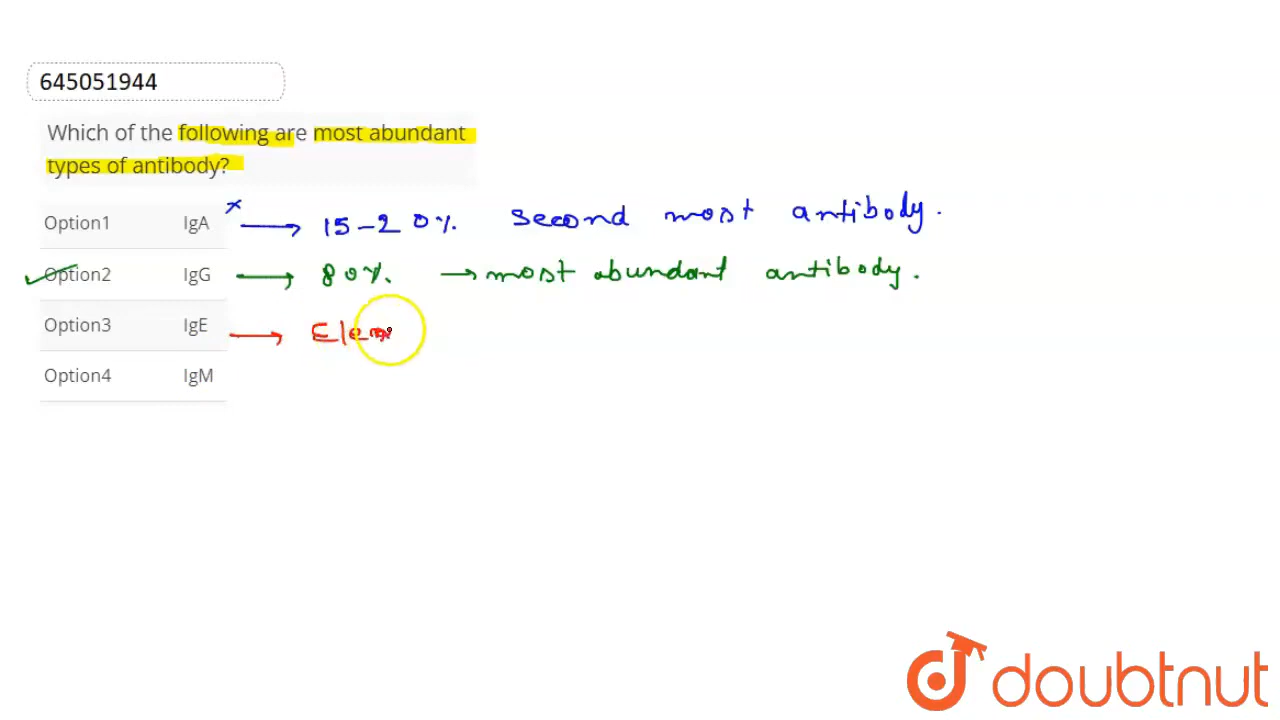 645051944
Which of the following are most abundant
types of antibody?
Option1 IgA x → 15-20%. second most antibody.
Option2 IgG → 80%. → most abundant antibody.
Option3 IgE →
Option4 IgM
doubtnut